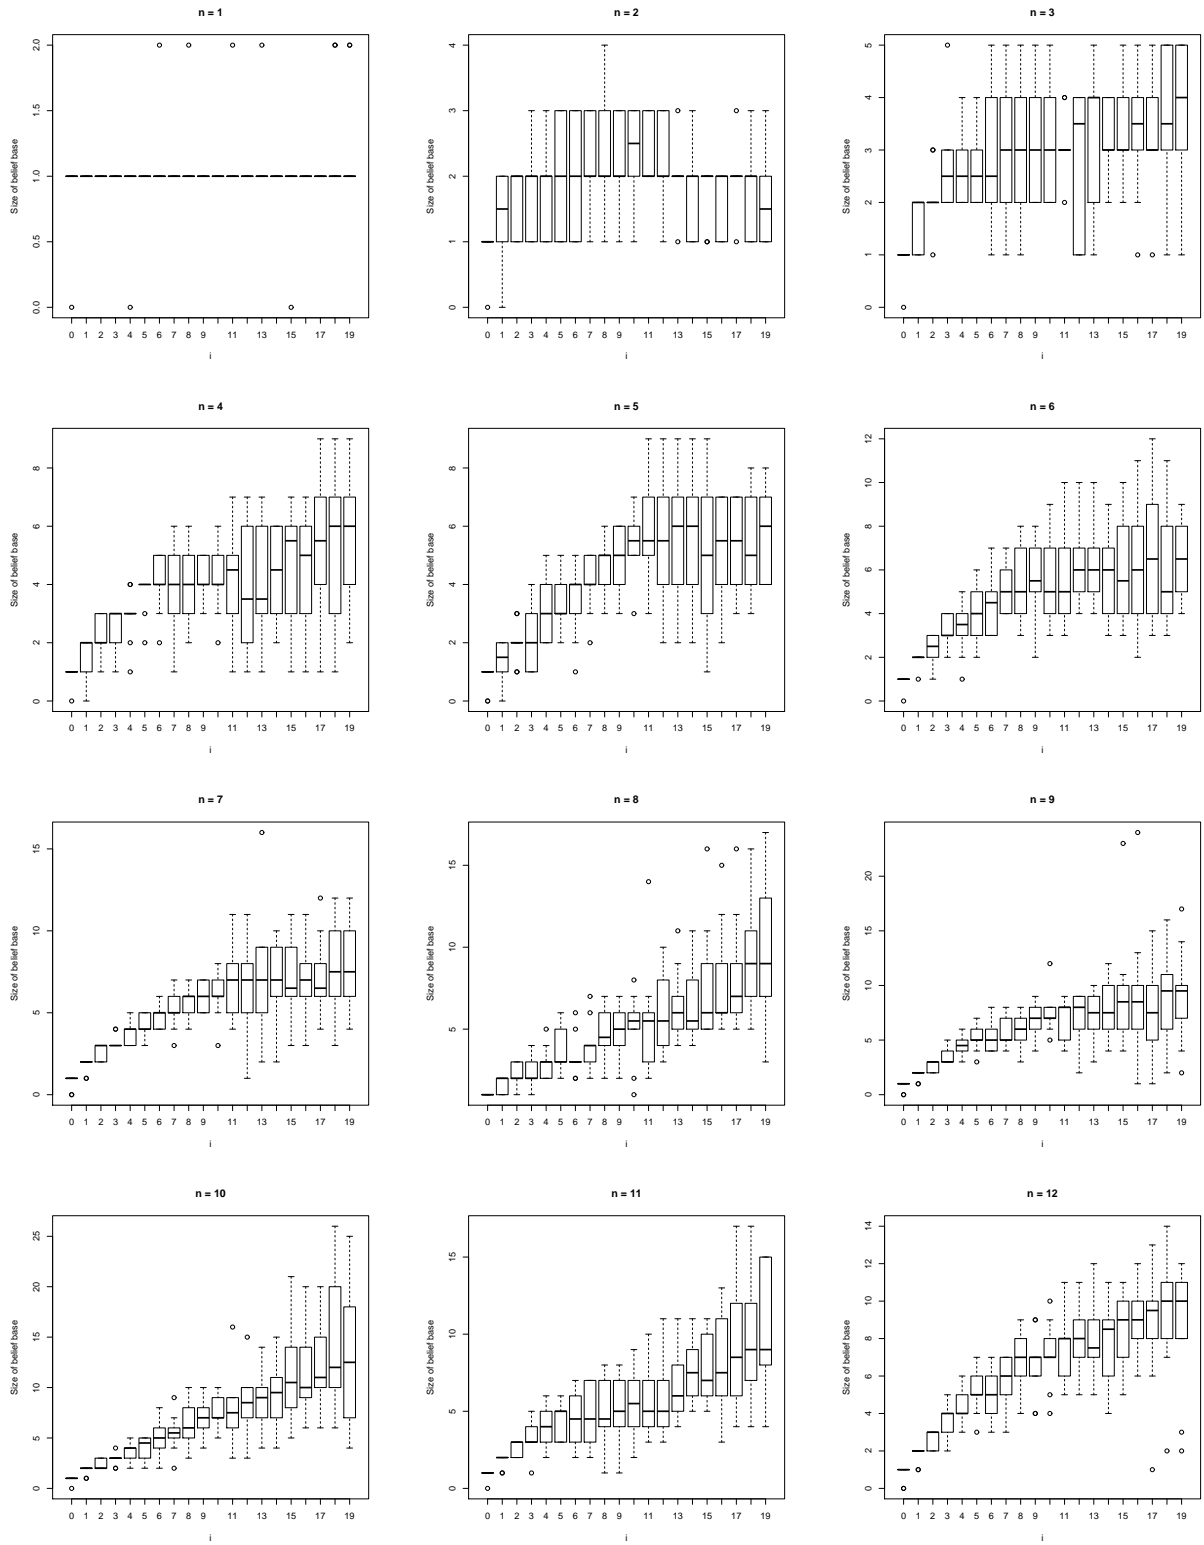 n = 1
Size of belief base
0.0 0.5 1.0 1.5 2.0
0 1 2 3 4 5 6 7 8 9 11 13 15 17 19
i
n = 2
Size of belief base
0 1 2 3 4
0 1 2 3 4 5 6 7 8 9 11 13 15 17 19
i
n = 3
Size of belief base
0 1 2 3 4 5
0 1 2 3 4 5 6 7 8 9 11 13 15 17 19
i
n = 4
Size of belief base
0 2 4 6 8
0 1 2 3 4 5 6 7 8 9 11 13 15 17 19
i
n = 5
Size of belief base
0 2 4 6 8
0 1 2 3 4 5 6 7 8 9 11 13 15 17 19
i
n = 6
Size of belief base
0 2 4 6 8 10 12
0 1 2 3 4 5 6 7 8 9 11 13 15 17 19
i
n = 7
Size of belief base
0 5 10 15
0 1 2 3 4 5 6 7 8 9 11 13 15 17 19
i
n = 8
Size of belief base
5 10 15
0 1 2 3 4 5 6 7 8 9 11 13 15 17 19
i
n = 9
Size of belief base
0 5 10 15 20
0 1 2 3 4 5 6 7 8 9 11 13 15 17 19
i
n = 10
Size of belief base
0 5 10 15 20 25
0 1 2 3 4 5 6 7 8 9 11 13 15 17 19
i
n = 11
Size of belief base
0 5 10 15
0 1 2 3 4 5 6 7 8 9 11 13 15 17 19
i
n = 12
Size of belief base
0 2 4 6 8 10 12 14
0 1 2 3 4 5 6 7 8 9 11 13 15 17 19
i